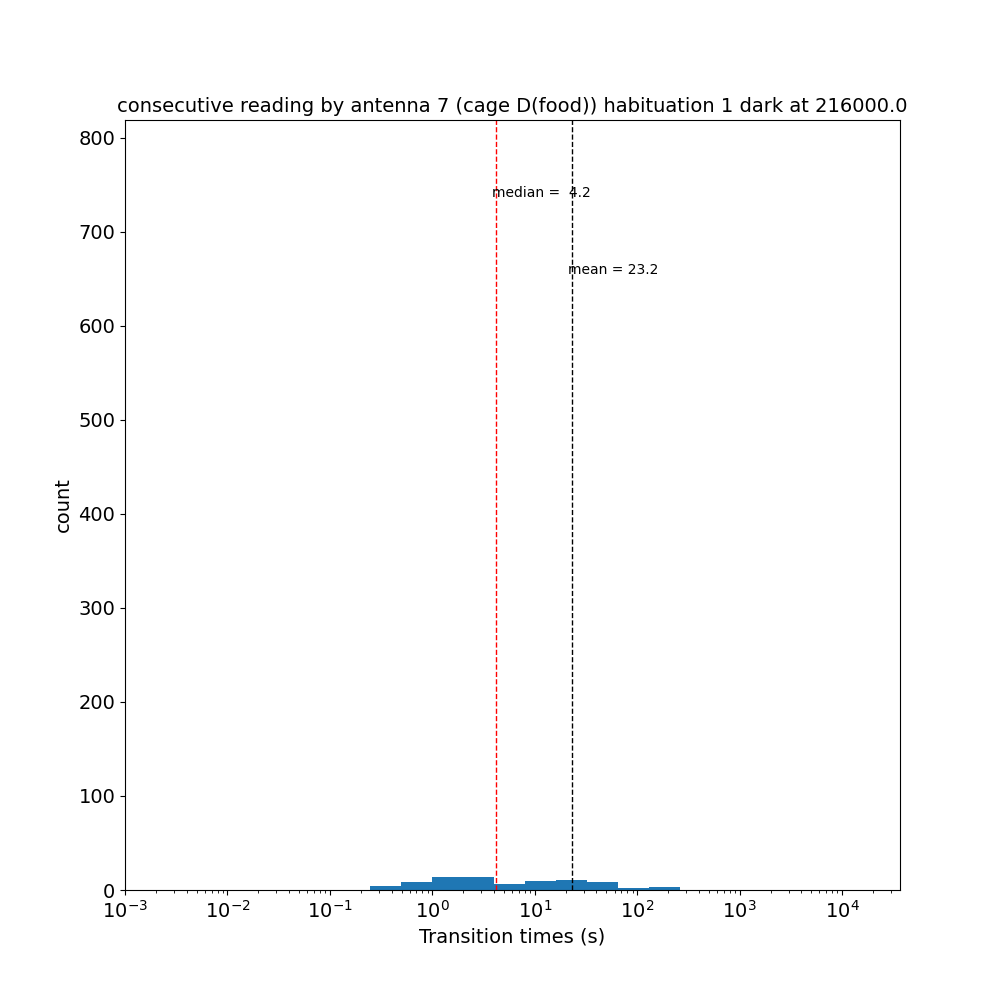 consecutive reading by antenna 7 (cage D(food)) habituation 1 dark at 216000.0
800
median =  4.2
700
mean = 23.2
600
500
count
400
300
200
100
0
10⁻³ 10⁻² 10⁻¹ 10⁰ 10¹ 10² 10³ 10⁴
Transition times (s)